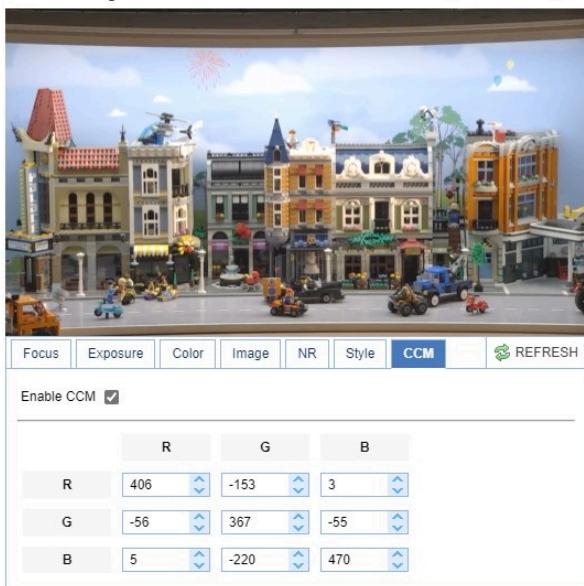 Focus Exposure Color Image NR Style CCM REFRESH
Enable CCM
R G B
R 406 -153 3
G -56 367 -55
B 5 -220 470